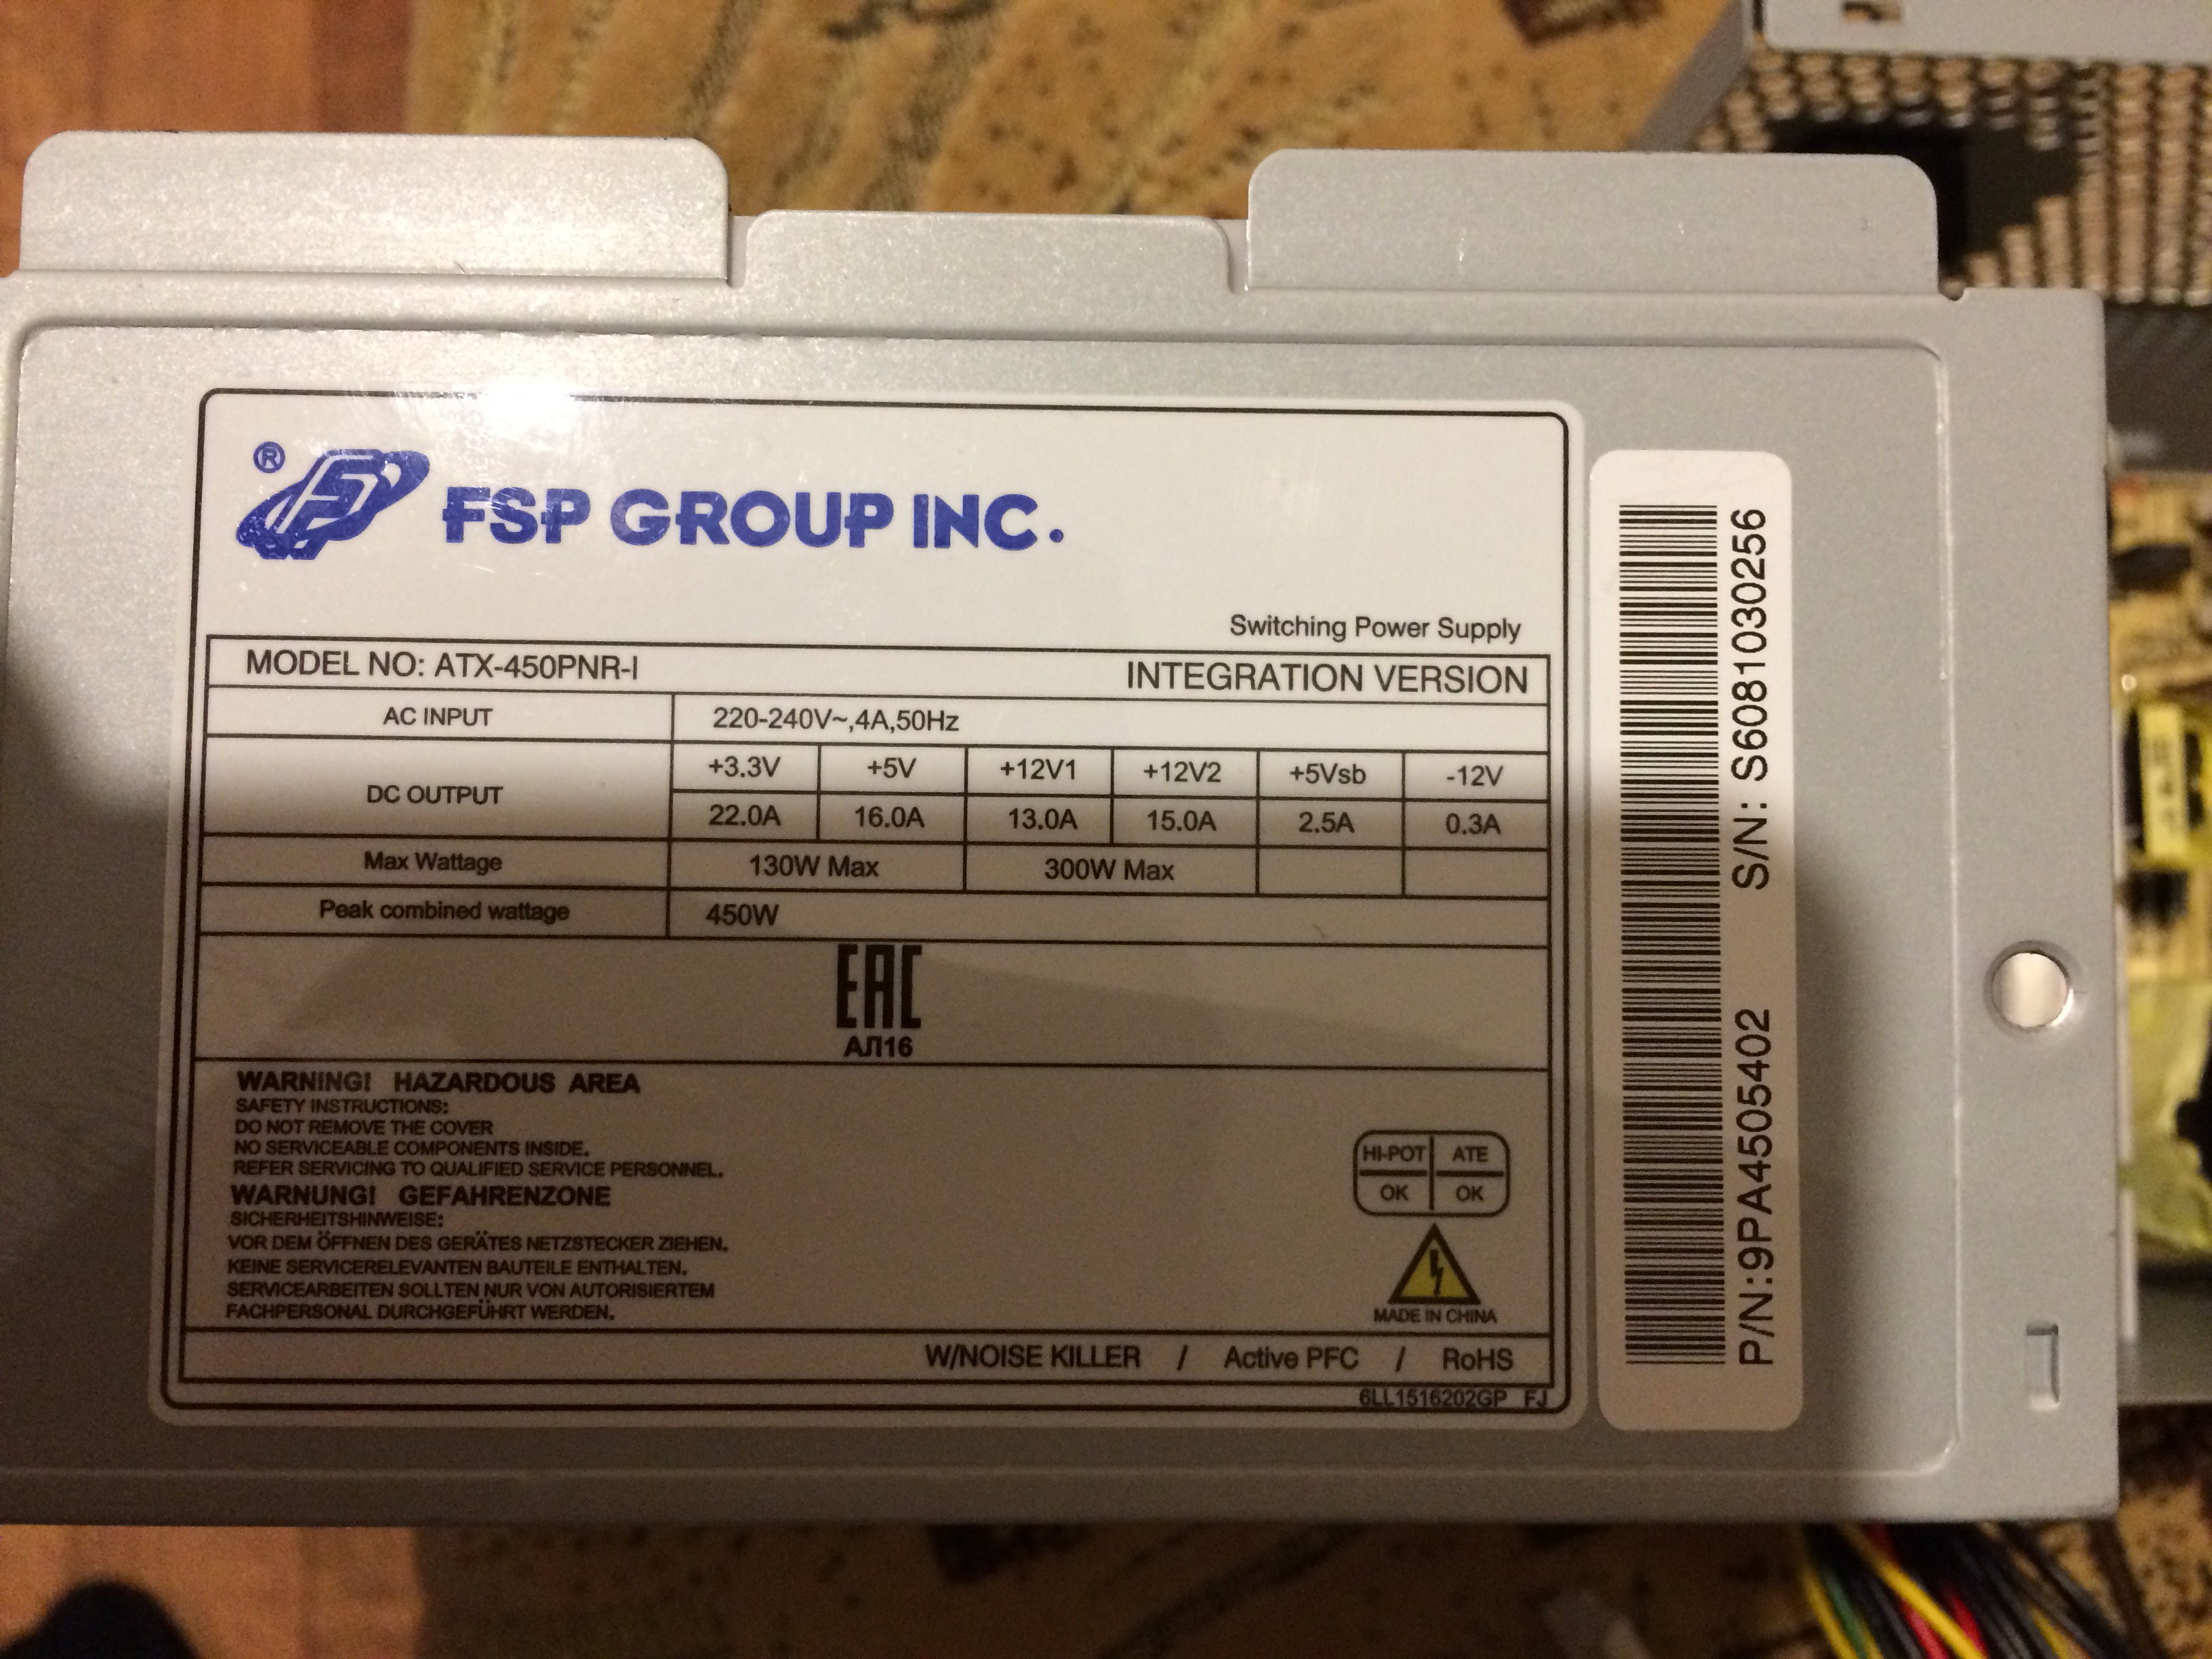 ® FSP GROUP INC.
Switching Power Supply
MODEL NO: ATX-450PNR-I INTEGRATION VERSION
AC INPUT 220-240V~,4A,50Hz
DC OUTPUT +3.3V +5V +12V1 +12V2 +5Vsb -12V
22.0A 16.0A 13.0A 15.0A 2.5A 0.3A
Max Wattage 130W Max 300W Max
Peak combined wattage 450W
EAC
АЛ16
WARNING! HAZARDOUS AREA
SAFETY INSTRUCTIONS:
DO NOT REMOVE THE COVER
NO SERVICEABLE COMPONENTS INSIDE.
REFER SERVICING TO QUALIFIED SERVICE PERSONNEL.
WARNUNG! GEFAHRENZONE
SICHERHEITSHINWEISE:
VOR DEM ÖFFNEN DES GERÄTES NETZSTECKER ZIEHEN.
KEINE SERVICERELEVANTEN BAUTEILE ENTHALTEN.
SERVICEARBEITEN SOLLTEN NUR VON AUTORISIERTEM
FACHPERSONAL DURCHGEFÜHRT WERDEN.
HI-POT ATE
OK OK
MADE IN CHINA
W/NOISE KILLER / Active PFC / RoHS
6LL1516202GP FJ
P/N:9PA4505402 S/N: S6081030256